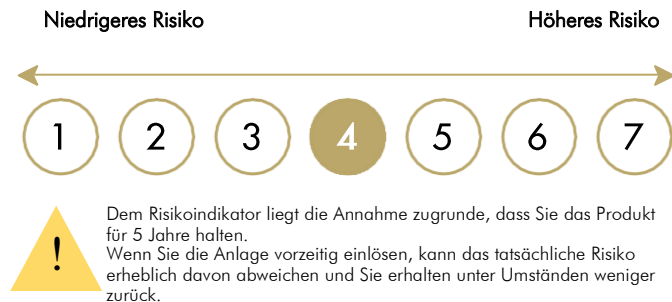 Niedrigeres Risiko Höheres Risiko
1 2 3 4 5 6 7
! Dem Risikoindikator liegt die Annahme zugrunde, dass Sie das Produkt
für 5 Jahre halten.
Wenn Sie die Anlage vorzeitig einlösen, kann das tatsächliche Risiko
erheblich davon abweichen und Sie erhalten unter Umständen weniger
zurück.